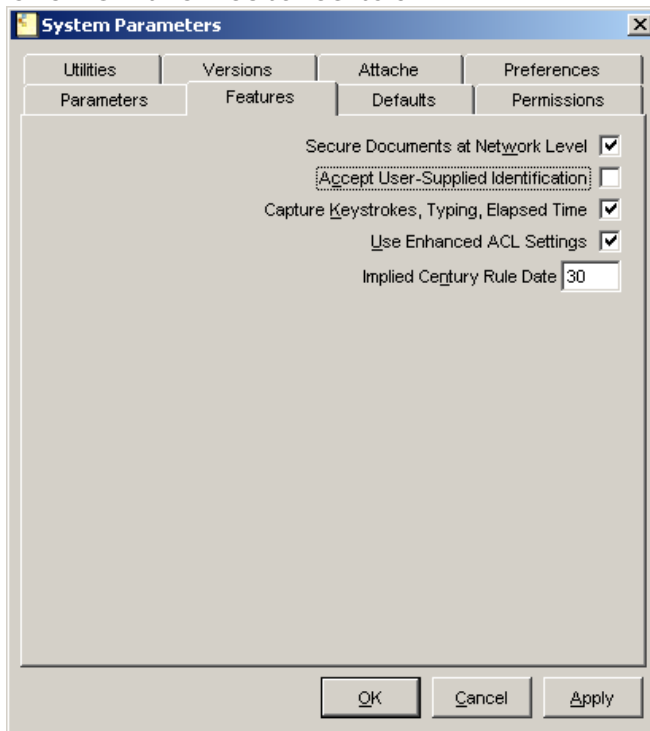 System Parameters
Utilities Versions Attache Preferences
Parameters Features Defaults Permissions
Secure Documents at Network Level
Accept User-Supplied Identification
Capture Keystrokes, Typing, Elapsed Time
Use Enhanced ACL Settings
Implied Century Rule Date 30
OK Cancel Apply